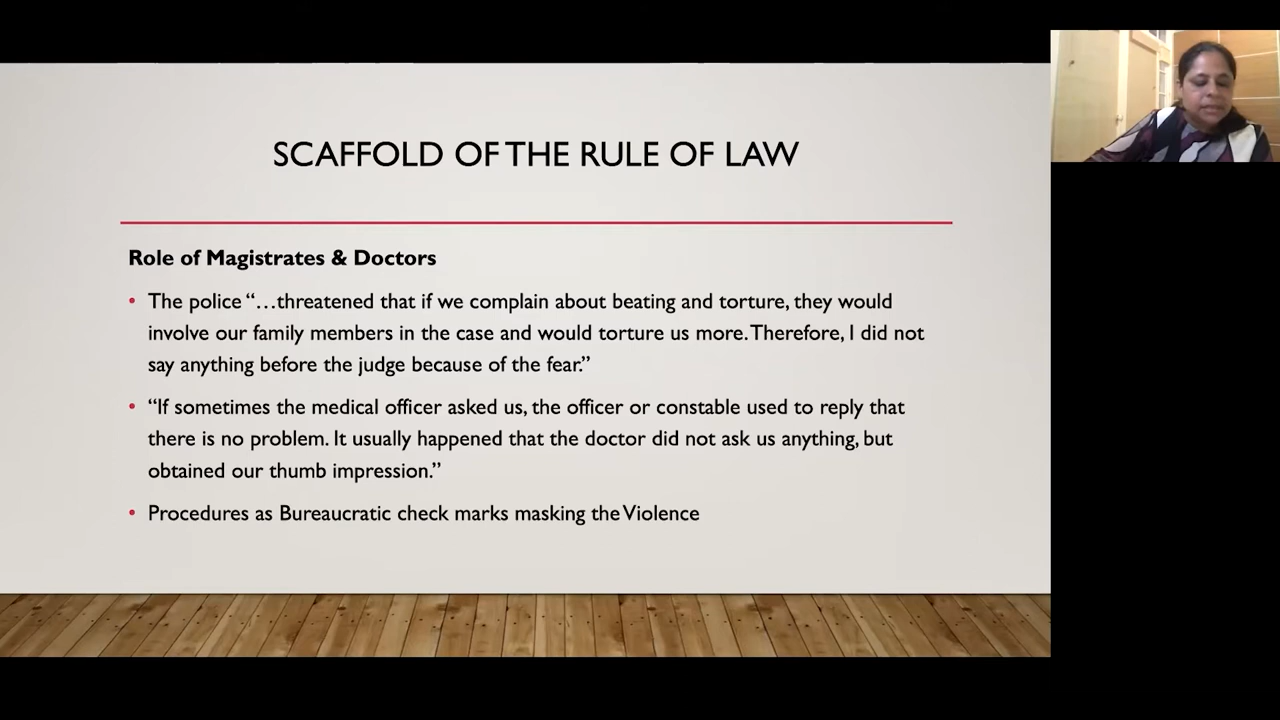 SCAFFOLD OF THE RULE OF LAW
Role of Magistrates & Doctors
• The police “…threatened that if we complain about beating and torture, they would
involve our family members in the case and would torture us more. Therefore, I did not
say anything before the judge because of the fear.”
• “If sometimes the medical officer asked us, the officer or constable used to reply that
there is no problem. It usually happened that the doctor did not ask us anything, but
obtained our thumb impression.”
• Procedures as Bureaucratic check marks masking the Violence